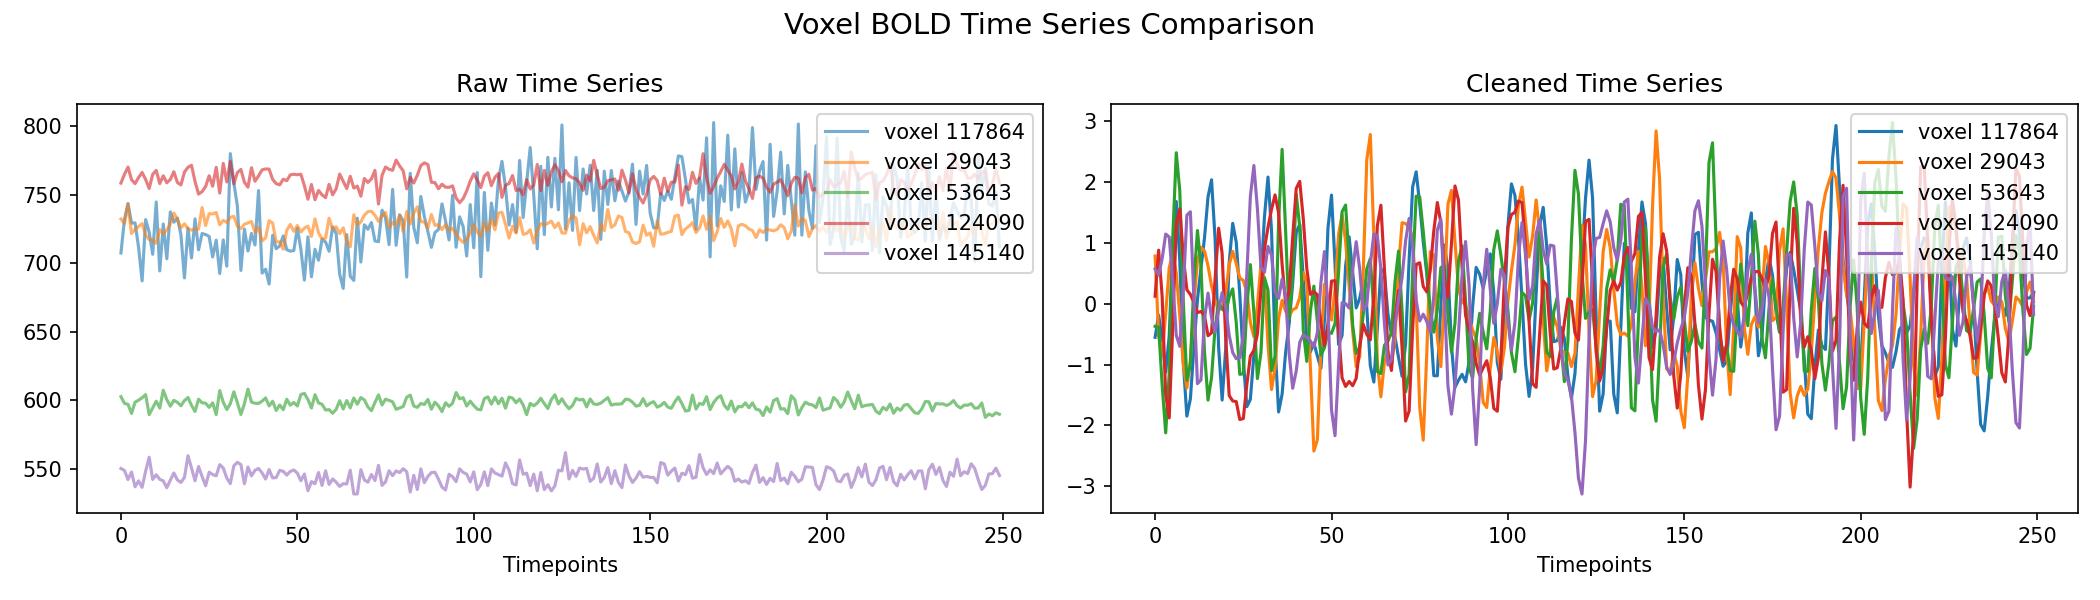 Voxel BOLD Time Series Comparison
Raw Time Series
800
750
700
650
600
550
0 50 100 150 200 250
Timepoints
voxel 117864
voxel 29043
voxel 53643
voxel 124090
voxel 145140
Cleaned Time Series
3
2
1
0
−1
−2
−3
0 50 100 150 200 250
Timepoints
voxel 117864
voxel 29043
voxel 53643
voxel 124090
voxel 145140